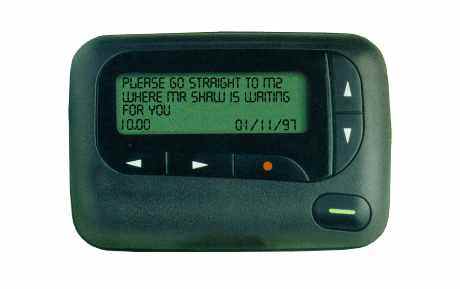 PLEASE GO STRAIGHT TO M2
WHERE MR SHAW IS WAITING
FOR YOU
10.00 01/11/97